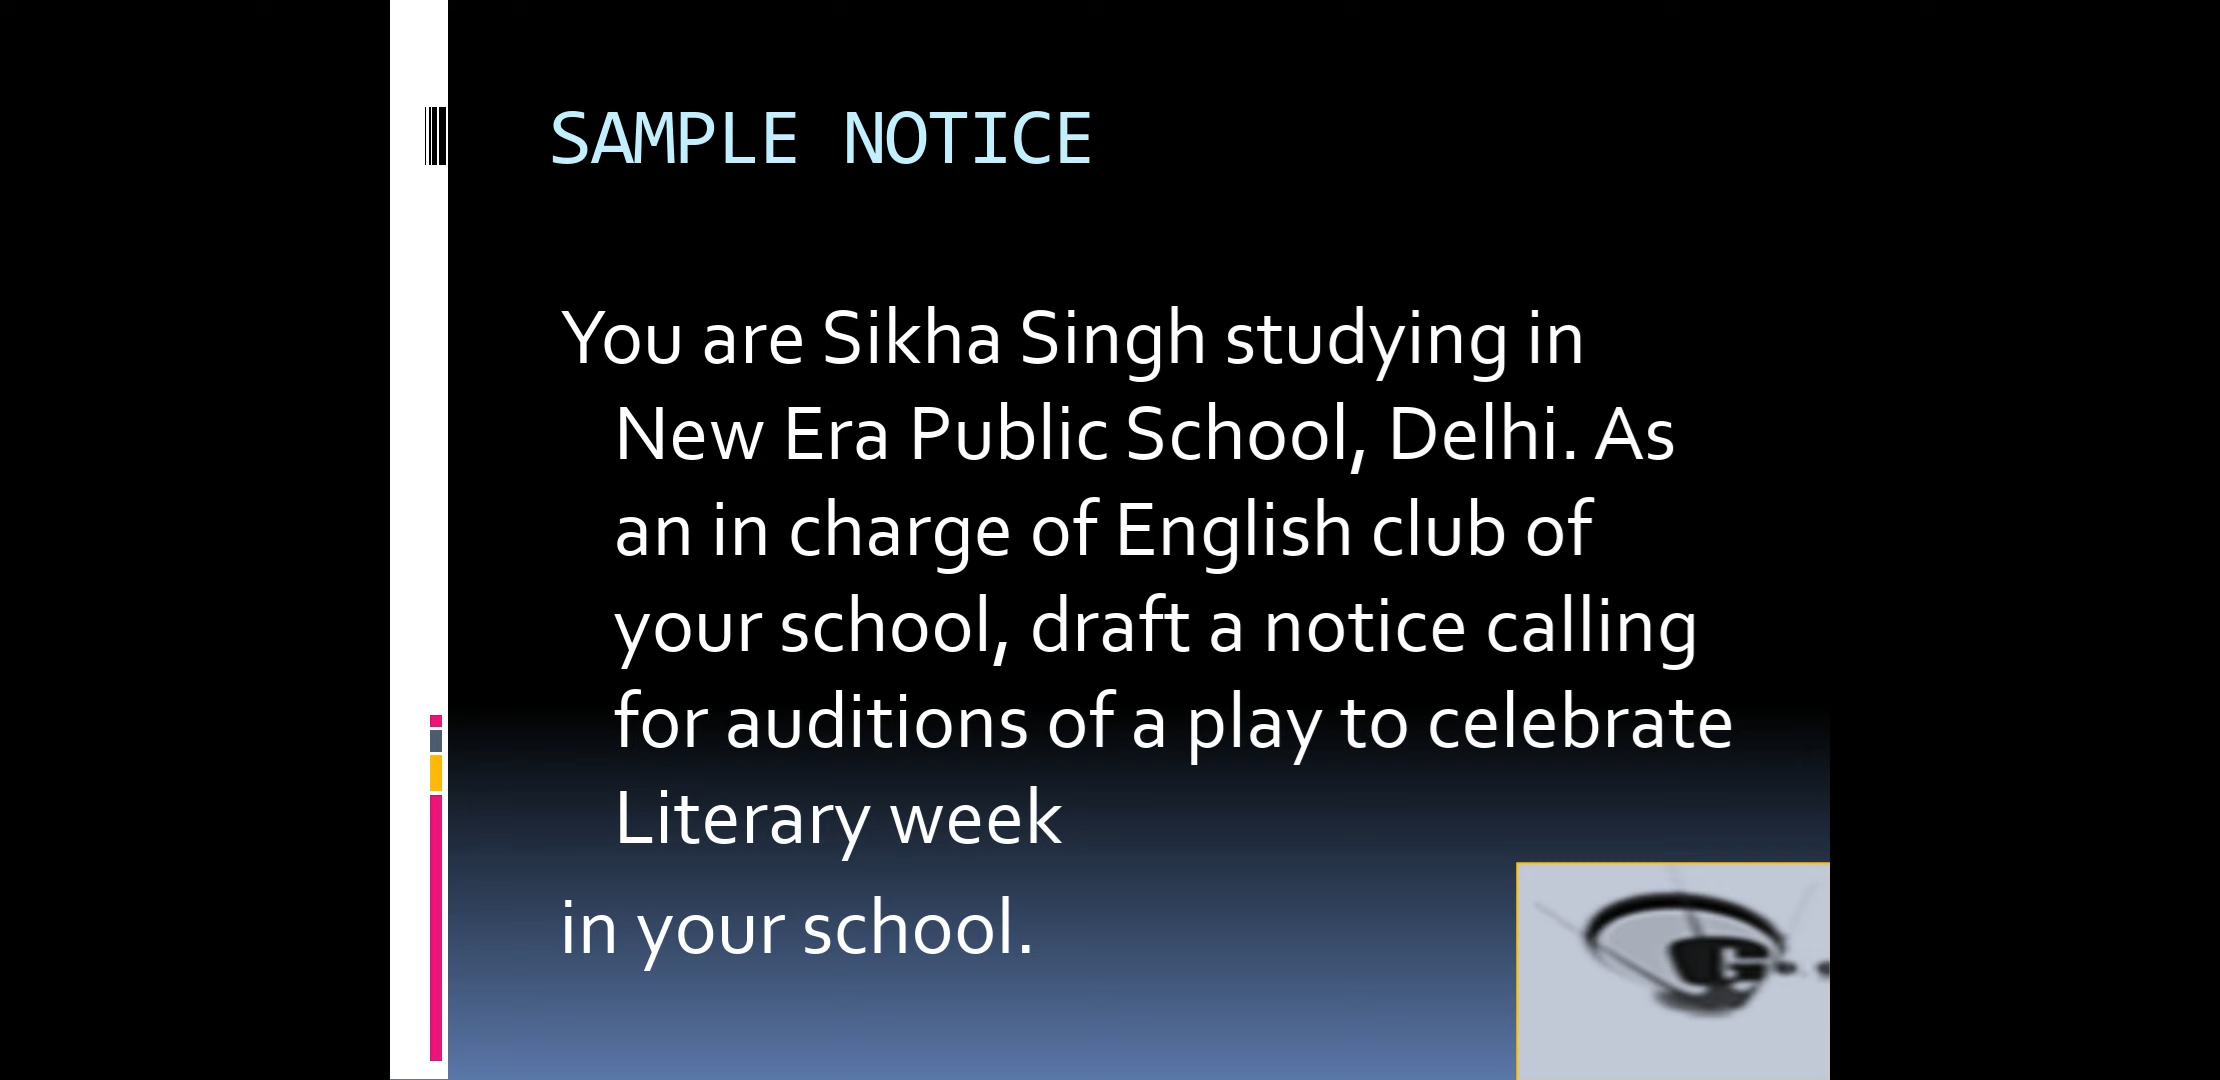 SAMPLE NOTICE
You are Sikha Singh studying in
New Era Public School, Delhi. As
an in charge of English club of
your school, draft a notice calling
for auditions of a play to celebrate
Literary week
in your school.